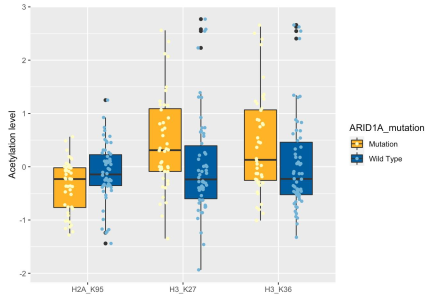 3
2
1
0
-1
-2
Acetylation level
H2A_K95
H3_K27
H3_K36
ARID1A_mutation
Mutation
Wild Type